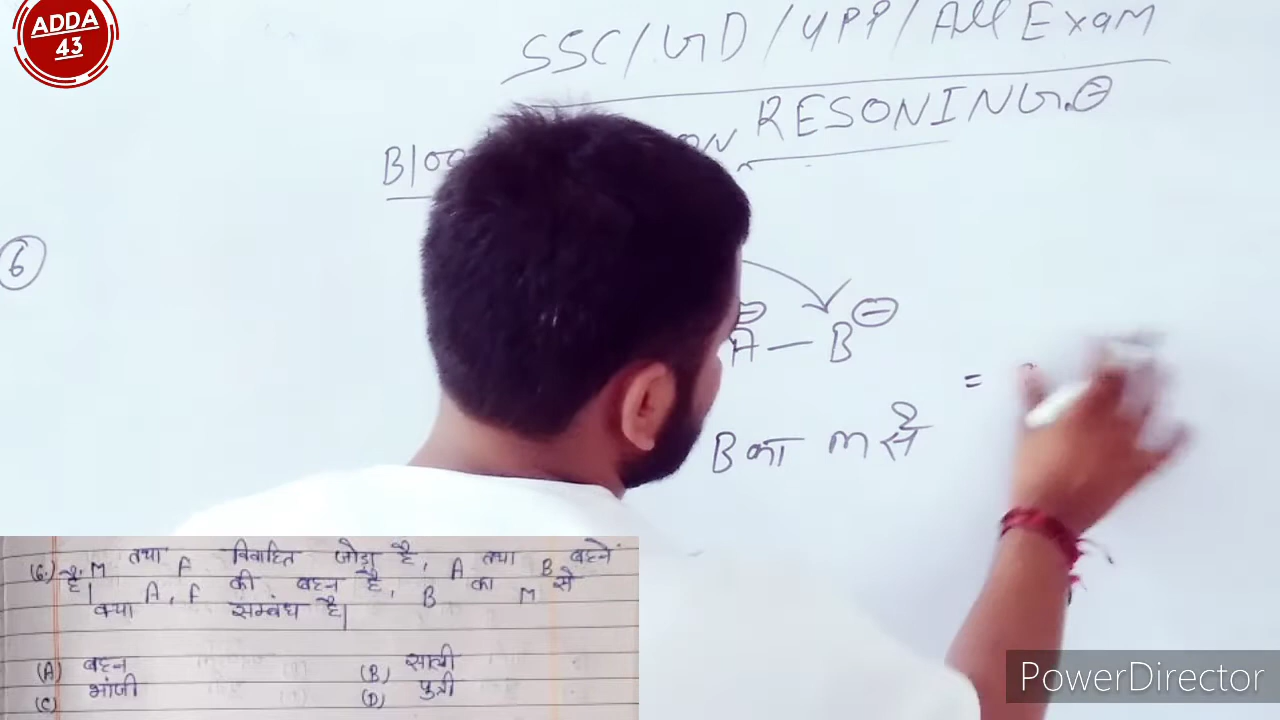 ADDA
43
SSC/GD/UPP/All Exam
RESONING
6
A — B
B का M से =
(6.) M तथा F विवाहित जोड़ा है, A तथा B बहनें
है। A, F की बहन है, B का M से
क्या सम्बंध है।
(A) बहन (B) साली
(C) भांजी (D) पुत्री
PowerDirector